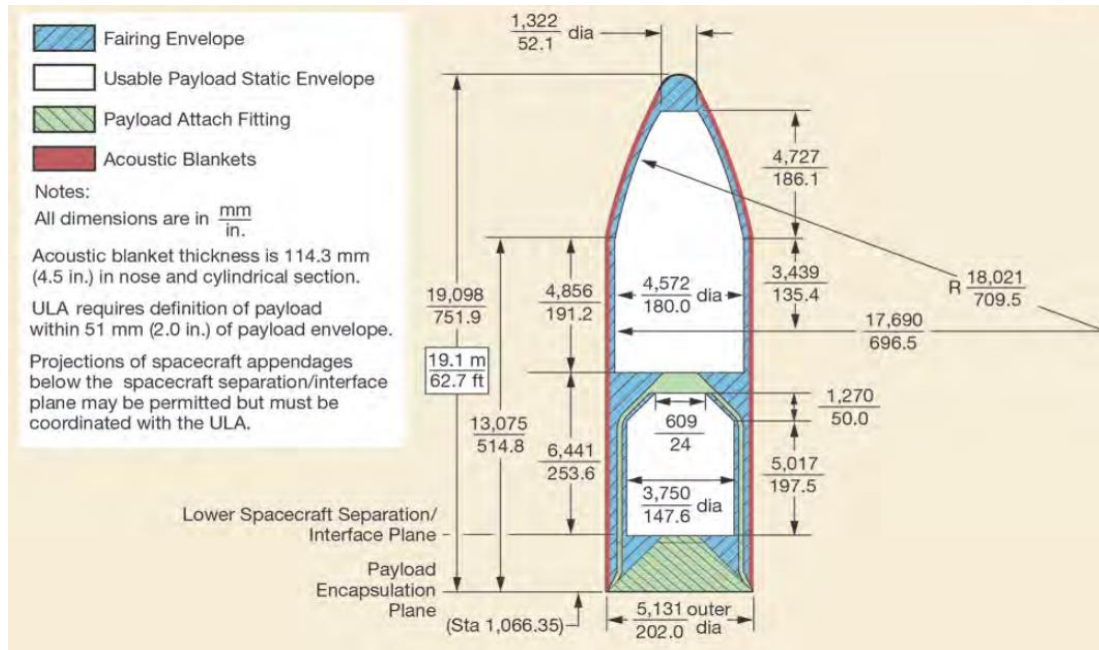 Fairing Envelope
Usable Payload Static Envelope
Payload Attach Fitting
Acoustic Blankets
Notes:
All dimensions are in mm
in.
Acoustic blanket thickness is 114.3 mm
(4.5 in.) in nose and cylindrical section.
ULA requires definition of payload
within 51 mm (2.0 in.) of payload envelope.
Projections of spacecraft appendages
below the spacecraft separation/interface
plane may be permitted but must be
coordinated with the ULA.
1,322
52.1
dia
4,727
186.1
3,439
135.4
R 18,021
709.5
17,690
696.5
4,572
180.0
dia
4,856
191.2
19,098
751.9
19.1 m
62.7 ft
13,075
514.8
6,441
253.6
609
24
1,270
50.0
5,017
197.5
3,750
147.6
dia
Lower Spacecraft Separation/
Interface Plane
Payload
Encapsulation
Plane
(Sta 1,066.35)
5,131 outer
202.0 dia